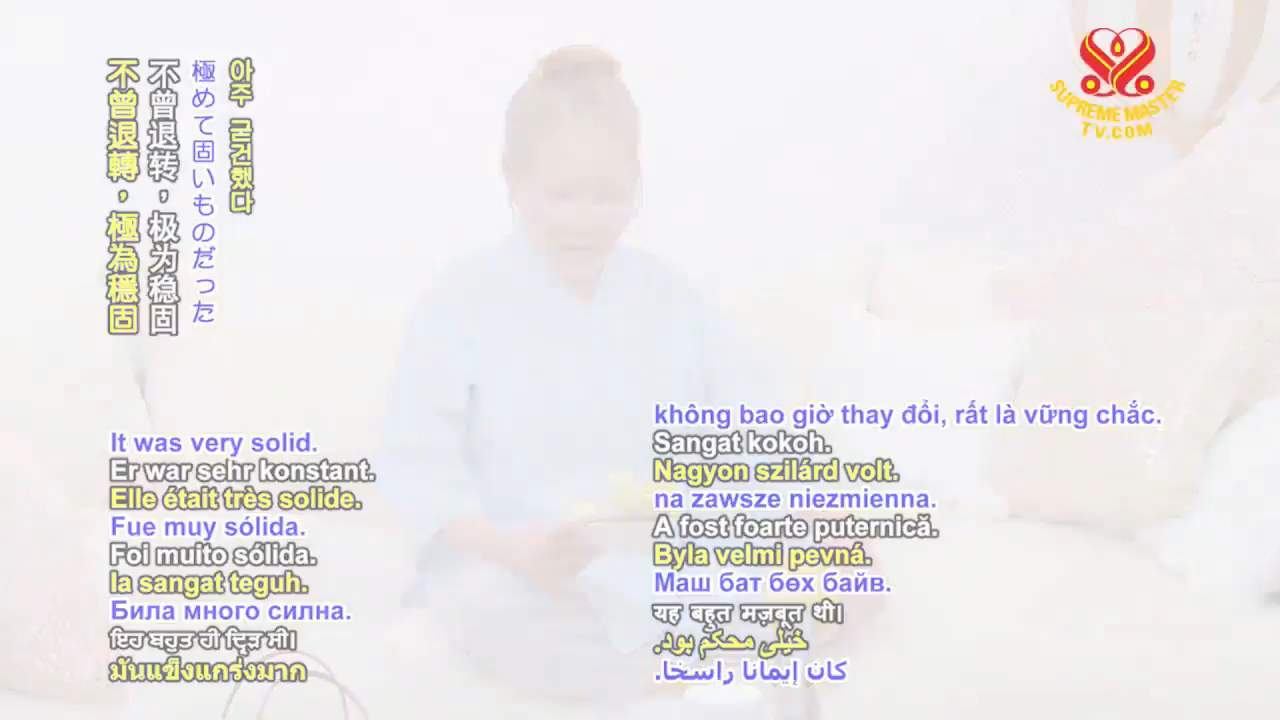 아주 굳건했다
極めて固いものだった
不曾退转，极为稳固
不曾退轉，極為穩固
SUPREME MASTER
TV.COM
It was very solid.
Er war sehr konstant.
Elle était très solide.
Fue muy sólida.
Foi muito sólida.
Ia sangat teguh.
Била много силна.
ਇਹ ਬਹੁਤ ਹੀ ਦ੍ਰਿੜ ਸੀ।
มันแข็งแกร่งมาก
không bao giờ thay đổi, rất là vững chắc.
Sangat kokoh.
Nagyon szilárd volt.
na zawsze niezmienna.
A fost foarte puternică.
Byla velmi pevná.
Маш бат бөх байв.
यह बहुत मज़बूत थी।
خیلی محکم بود.
كان إيمانا راسخا.